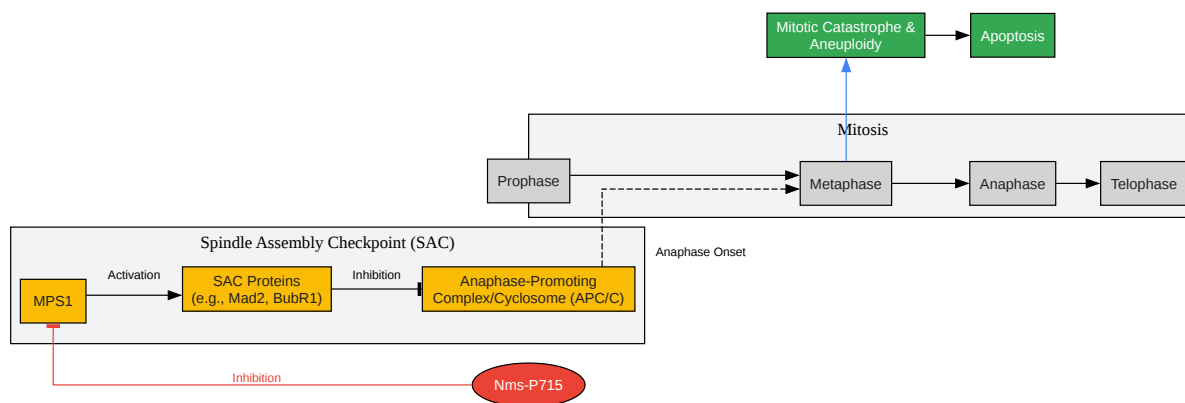 Mitotic Catastrophe &
Aneuploidy
Apoptosis
Mitosis
Prophase
Metaphase
Anaphase
Telophase
Spindle Assembly Checkpoint (SAC)
Anaphase Onset
MPS1
Activation
SAC Proteins
(e.g., Mad2, BubR1)
Inhibition
Anaphase-Promoting
Complex/Cyclosome (APC/C)
Inhibition
Nms-P715